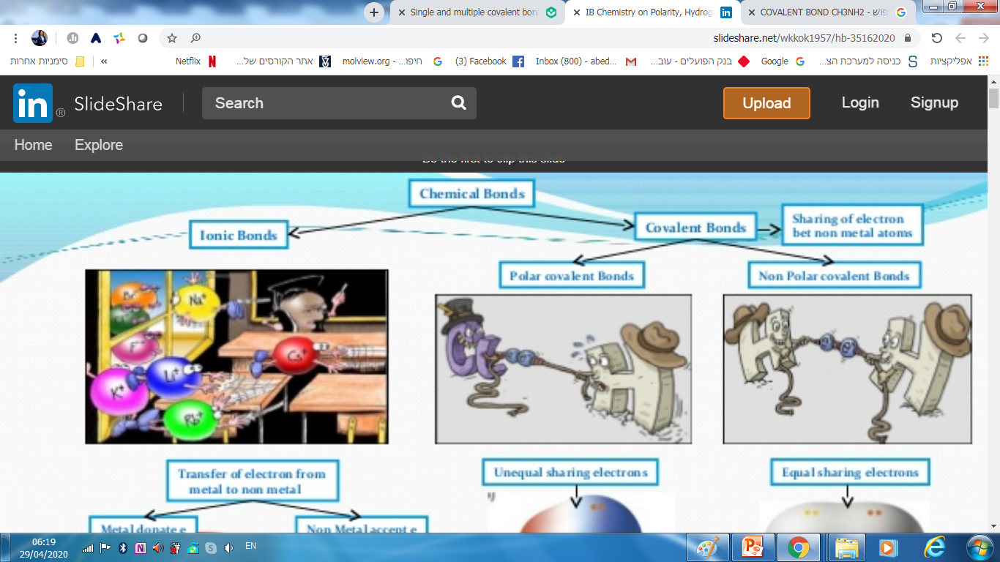 Single and multiple covalent bon
IB Chemistry on Polarity, Hydrog
COVALENT BOND CH3NH2 - חיפוש
slideshare.net/wkkok1957/hb-35162020
סימניות אחרות
«
Netflix
אתר הקורסים של...
molview.org - חיפו...
(3) Facebook
Inbox (800) - abed...
בנק הפועלים - עוב...
Google
כניסה למערכת הצ...
אפליקציות
in ® SlideShare
Search
Upload
Login
Signup
Home
Explore
Be the first to clip this slide
Chemical Bonds
Ionic Bonds
Covalent Bonds
Sharing of electron
bet non metal atoms
Polar covalent Bonds
Non Polar covalent Bonds
Br⁻
Na⁺
F⁻
K⁺
Li⁺
Cs⁺
Rb⁺
Cl
H
H
H
Transfer of electron from
metal to non metal
Unequal sharing electrons
Equal sharing electrons
Metal donate e
Non Metal accept e
06:19
29/04/2020
EN